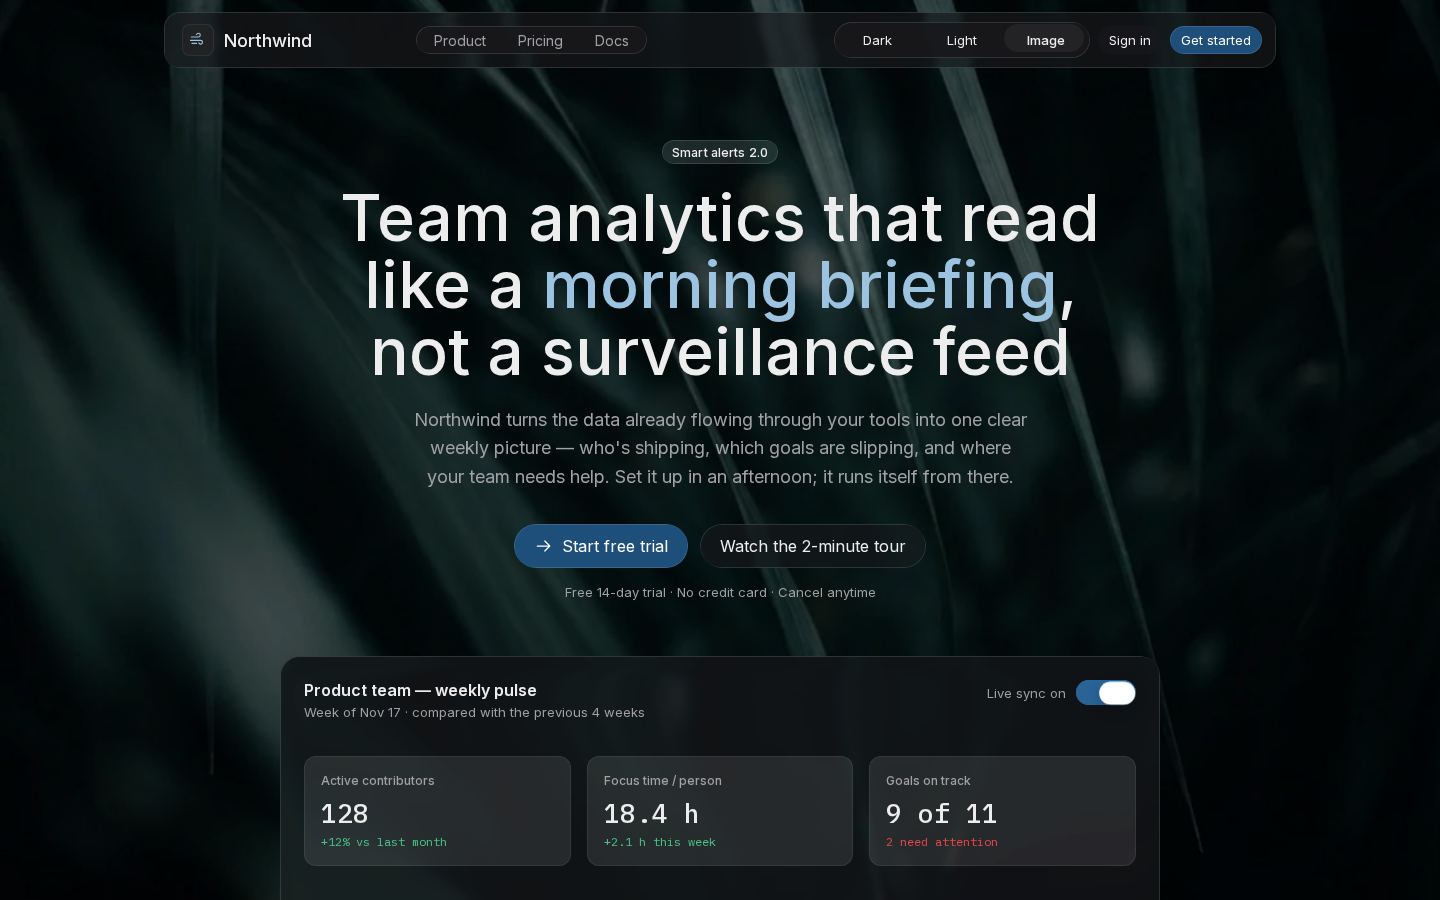 Northwind
Product Pricing Docs
Dark Light Image
Sign in
Get started
Smart alerts 2.0
Team analytics that read
like a morning briefing,
not a surveillance feed
Northwind turns the data already flowing through your tools into one clear
weekly picture — who's shipping, which goals are slipping, and where
your team needs help. Set it up in an afternoon; it runs itself from there.
Start free trial
Watch the 2-minute tour
Free 14-day trial · No credit card · Cancel anytime
Product team — weekly pulse
Week of Nov 17 · compared with the previous 4 weeks
Live sync on
Active contributors
128
+12% vs last month
Focus time / person
18.4 h
+2.1 h this week
Goals on track
9 of 11
2 need attention